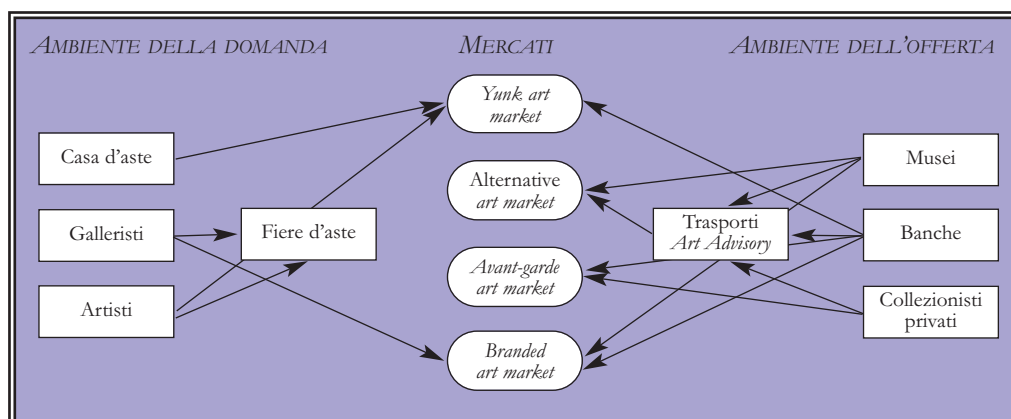 AMBIENTE DELLA DOMANDA
MERCATI
AMBIENTE DELL'OFFERTA
Yunk art
market
Casa d'aste
Musei
Alternative
art market
Galleristi
Fiere d'aste
Trasporti
Art Advisory
Banche
Avant-garde
art market
Artisti
Collezionisti
privati
Branded
art market